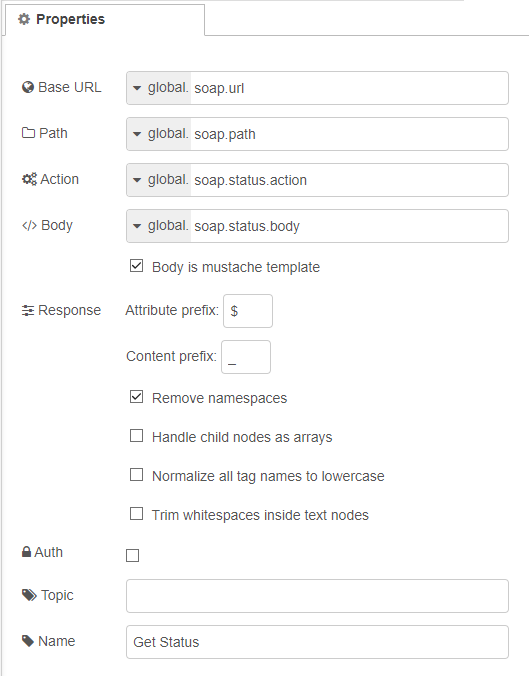 Properties
Base URL global. soap.url
Path global. soap.path
Action global. soap.status.action
</> Body global. soap.status.body
Body is mustache template
Response Attribute prefix: $
Content prefix: _
Remove namespaces
Handle child nodes as arrays
Normalize all tag names to lowercase
Trim whitespaces inside text nodes
Auth
Topic
Name Get Status